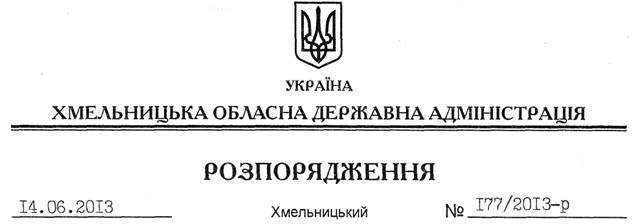 УКРАЇНА
ХМЕЛЬНИЦЬКА ОБЛАСНА ДЕРЖАВНА АДМІНІСТРАЦІЯ
РОЗПОРЯДЖЕННЯ
14.06.2013 Хмельницький № 177/2013-р